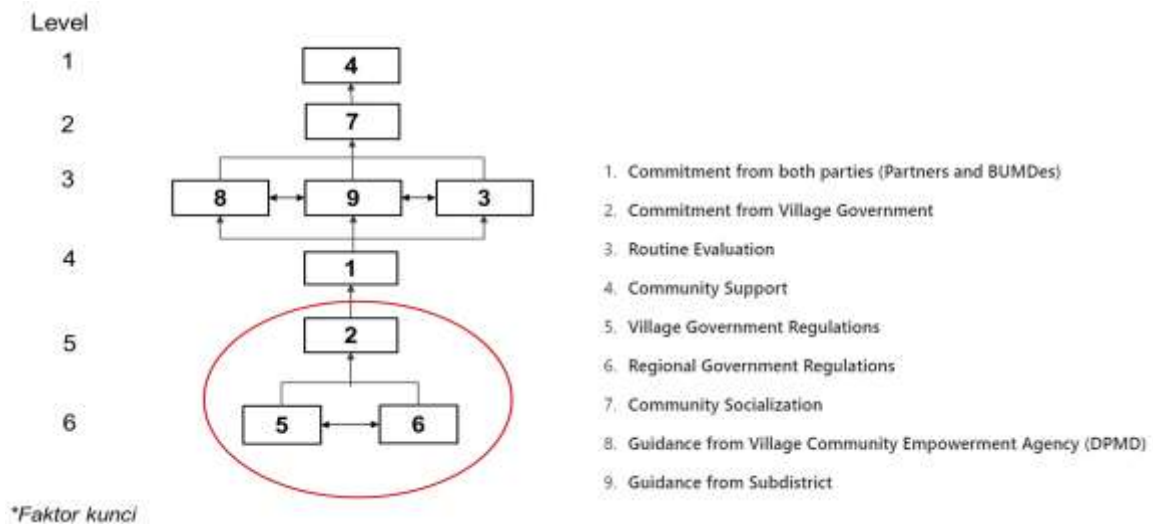 Level
1
4
2
7
3
8
9
3
4
1
5
2
6
5
6
*Faktor kunci
1. Commitment from both parties (Partners and BUMDes)
2. Commitment from Village Government
3. Routine Evaluation
4. Community Support
5. Village Government Regulations
6. Regional Government Regulations
7. Community Socialization
8. Guidance from Village Community Empowerment Agency (DPMD)
9. Guidance from Subdistrict